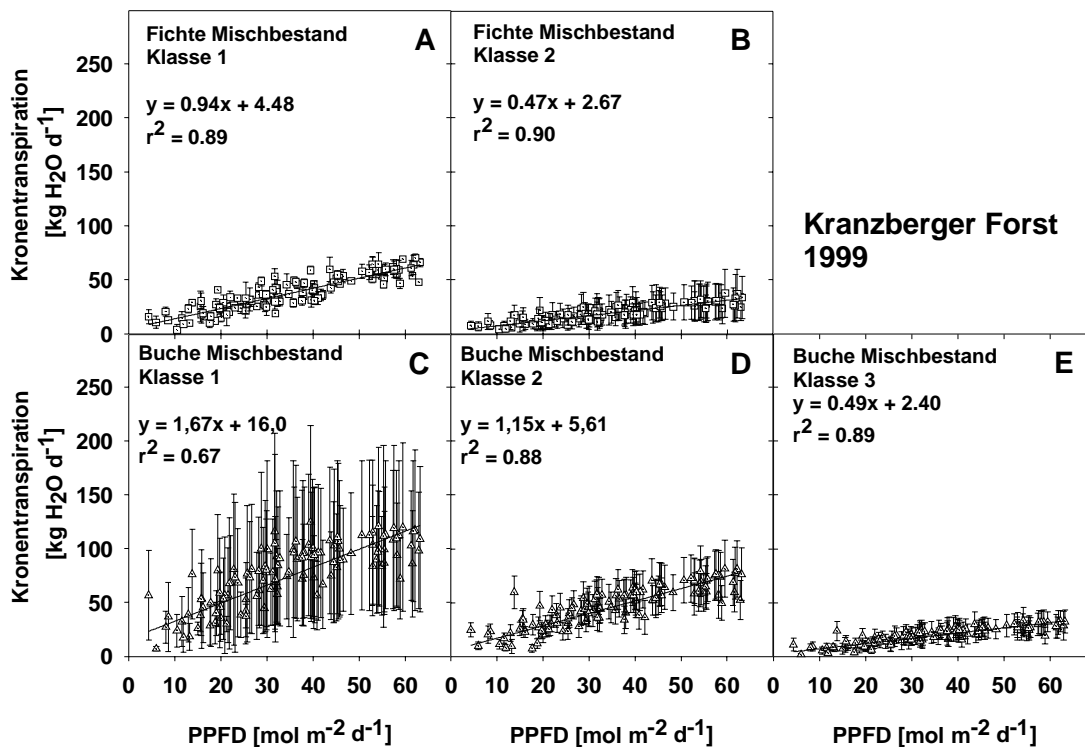 Fichte Mischbestand
Klasse 1
A
y = 0.94x + 4.48
r² = 0.89
Fichte Mischbestand
Klasse 2
B
y = 0.47x + 2.67
r² = 0.90
Kranzberger Forst
1999
Kronentranspiration
[kg H₂O d⁻¹]
250
200
150
100
50
0
Buche Mischbestand
Klasse 1
C
y = 1,67x + 16,0
r² = 0.67
Buche Mischbestand
Klasse 2
D
y = 1,15x + 5,61
r² = 0.88
Buche Mischbestand
Klasse 3
E
y = 0.49x + 2.40
r² = 0.89
Kronentranspiration
[kg H₂O d⁻¹]
250
200
150
100
50
0
0 10 20 30 40 50 60
0 10 20 30 40 50 60
0 10 20 30 40 50 60
PPFD [mol m⁻² d⁻¹]
PPFD [mol m⁻² d⁻¹]
PPFD [mol m⁻² d⁻¹]